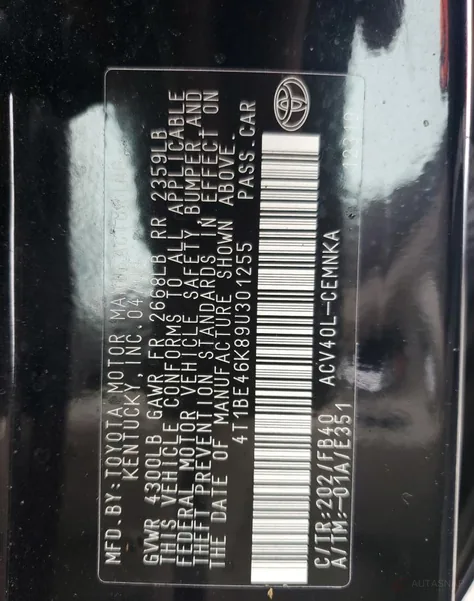 MFD.BY:TOYOTA MOTOR
KENTUCKY, INC.04
GVWR 4300LB GAWR FR 2668LB RR 2359LB
THIS VEHICLE CONFORMS TO ALL APPLICABLE
FEDERAL MOTOR VEHICLE SAFETY, BUMPER AND
THEFT PREVENTION STANDARDS IN EFFECT ON
THE DATE OF MANUFACTURE SHOWN ABOVE.
4T1BE46K89U301255 PASS.CAR
C/TR:202/FB40 ACV40L-CEMNKA
A/TM:-01A/E351